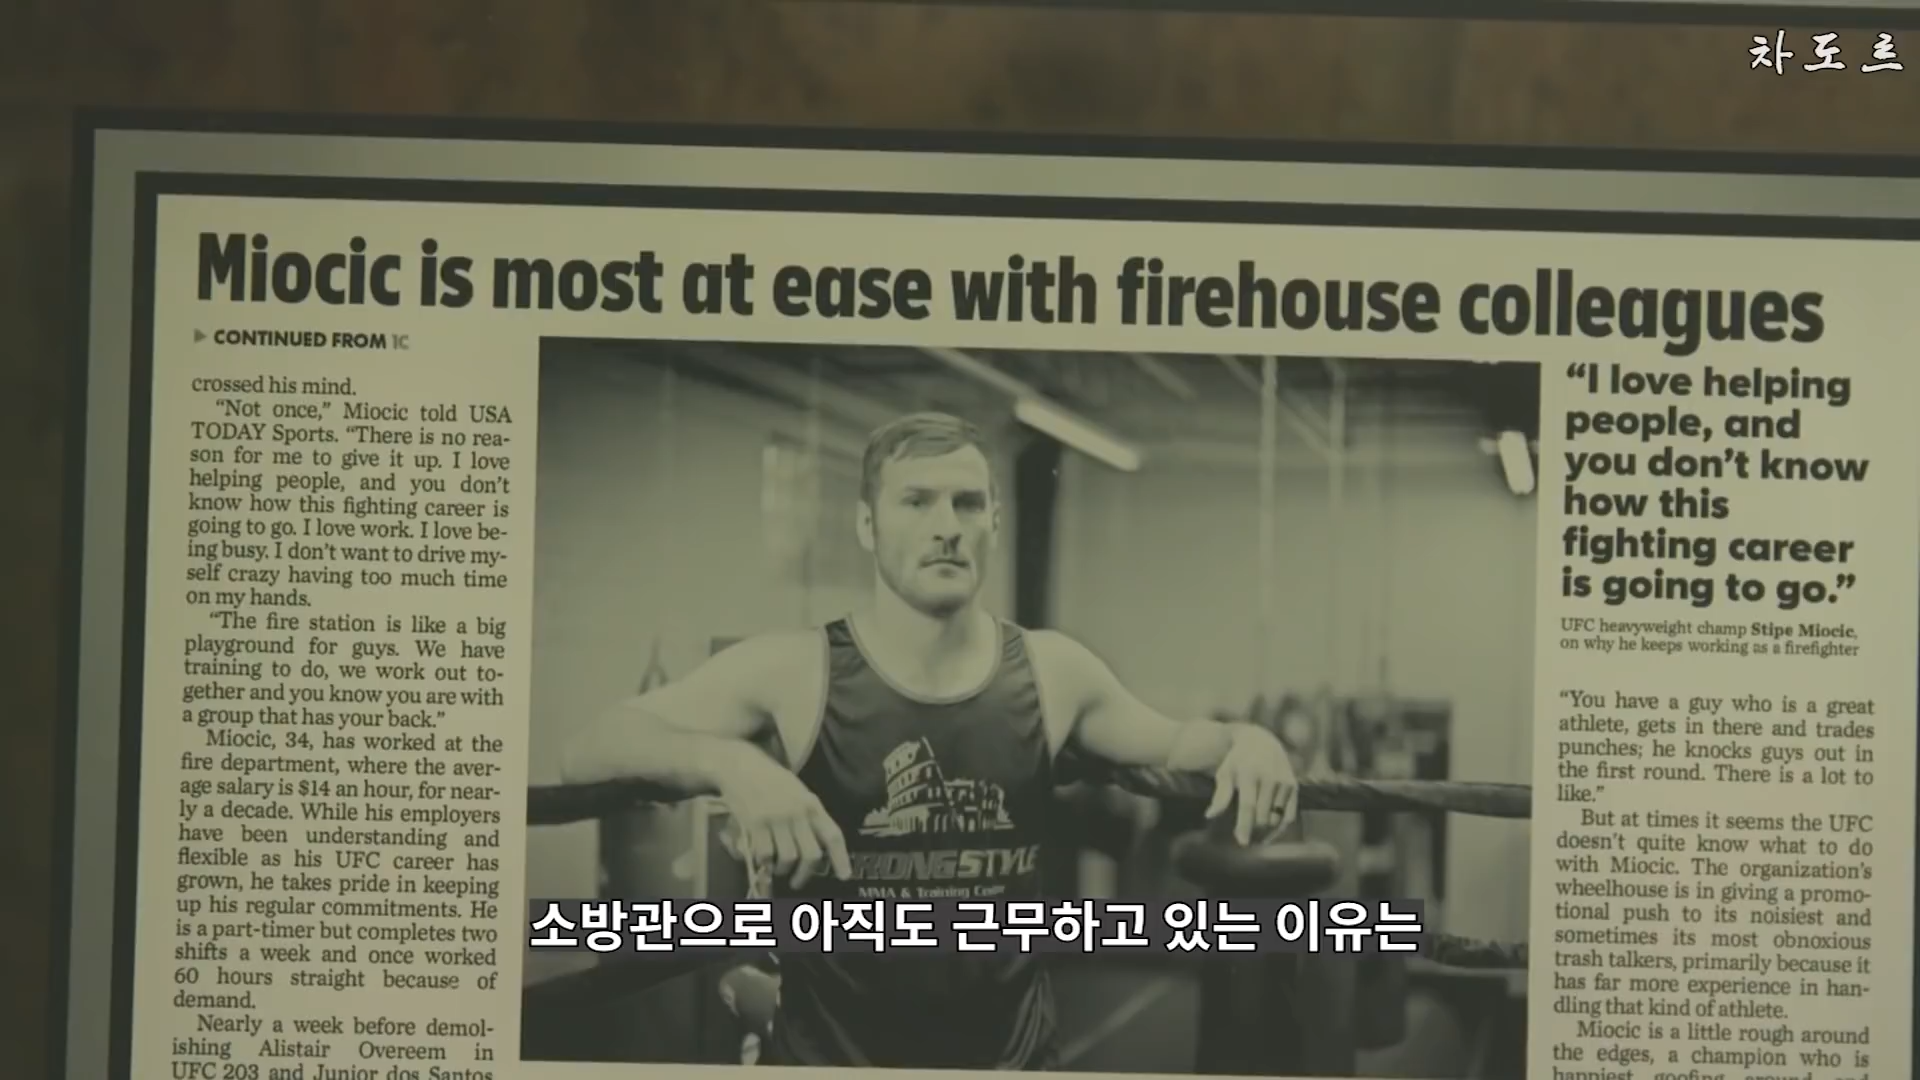 차도르
Miocic is most at ease with firehouse colleagues
CONTINUED FROM 1C
crossed his mind.
“Not once,” Miocic told USA
TODAY Sports. “There is no rea-
son for me to give it up. I love
helping people, and you don’t
know how this fighting career is
going to go. I love work. I love be-
ing busy. I don’t want to drive my-
self crazy having too much time
on my hands.
“The fire station is like a big
playground for guys. We have
training to do, we work out to-
gether and you know you are with
a group that has your back.”
Miocic, 34, has worked at the
fire department, where the aver-
age salary is $14 an hour, for near-
ly a decade. While his employers
have been understanding and
flexible as his UFC career has
grown, he takes pride in keeping
up his regular commitments. He
is a part-timer but completes two
shifts a week and once worked
60 hours straight because of
demand.
Nearly a week before demol-
ishing Alistair Overeem in
UFC 203 and Junior dos Santos
RONGSTYLE
MMA & Training
“I love helping
people, and
you don’t know
how this
fighting career
is going to go.”
UFC heavyweight champ Stipe Miocic,
on why he keeps working as a firefighter
“You have a guy who is a great
athlete, gets in there and trades
punches; he knocks guys out in
the first round. There is a lot to
like.”
But at times it seems the UFC
doesn’t quite know what to do
with Miocic. The organization’s
wheelhouse is in giving a promo-
tional push to its noisiest and
sometimes its most obnoxious
trash talkers, primarily because it
has far more experience in han-
dling that kind of athlete.
Miocic is a little rough around
the edges, a champion who is
happiest goofing around and
소방관으로 아직도 근무하고 있는 이유는